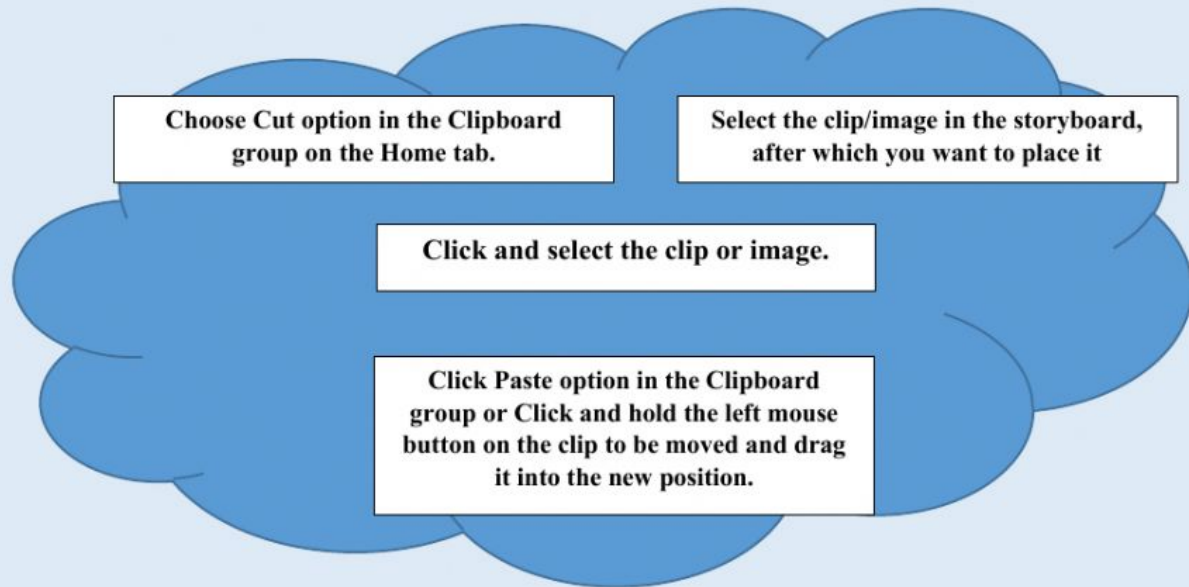 Choose Cut option in the Clipboard
group on the Home tab.
Select the clip/image in the storyboard,
after which you want to place it
Click and select the clip or image.
Click Paste option in the Clipboard
group or Click and hold the left mouse
button on the clip to be moved and drag
it into the new position.